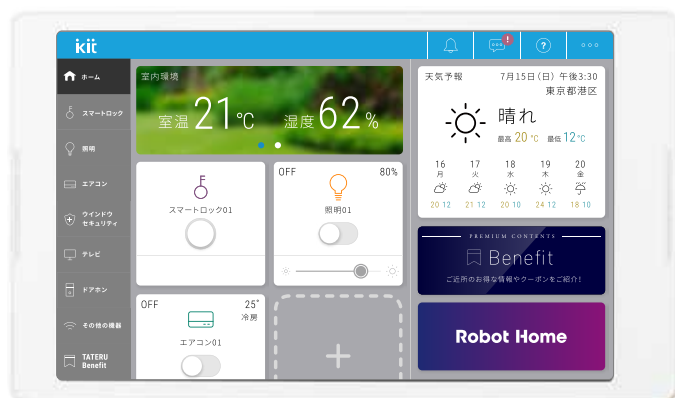 kit
!
?
ホーム
スマートロック
照明
エアコン
ウインドウ
セキュリティ
テレビ
ドアホン
その他の機器
TATERU
Benefit
室内環境
室温 21℃ 湿度 62%
スマートロック01
OFF 80%
照明01
OFF 25°
冷房
エアコン01
+
天気予報 7月15日(日) 午後3:30
東京都港区
晴れ
最高 20℃ 最低 12℃
16 17 18 19 20
月 火 水 木 金
20 12 21 12 20 10 24 12 18 10
PREMIUM CONTENTS
Benefit
ご近所のお得な情報やクーポンをご紹介!
Robot Home